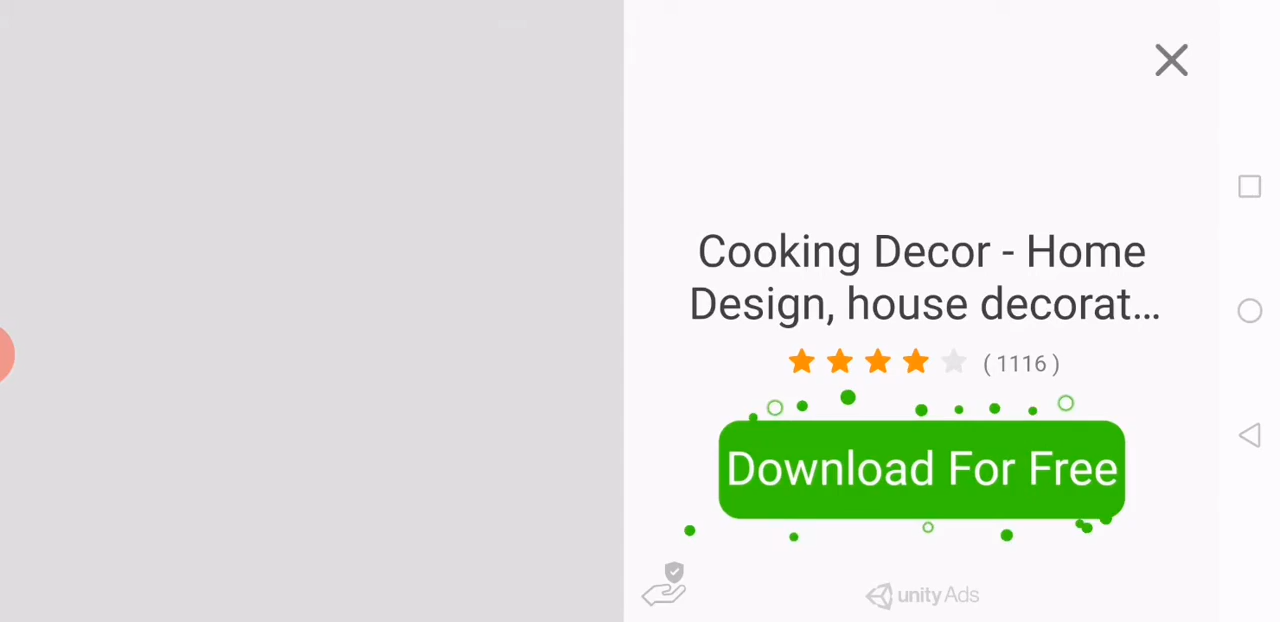 Cooking Decor - Home
Design, house decorat...
(1116)
Download For Free
unity Ads